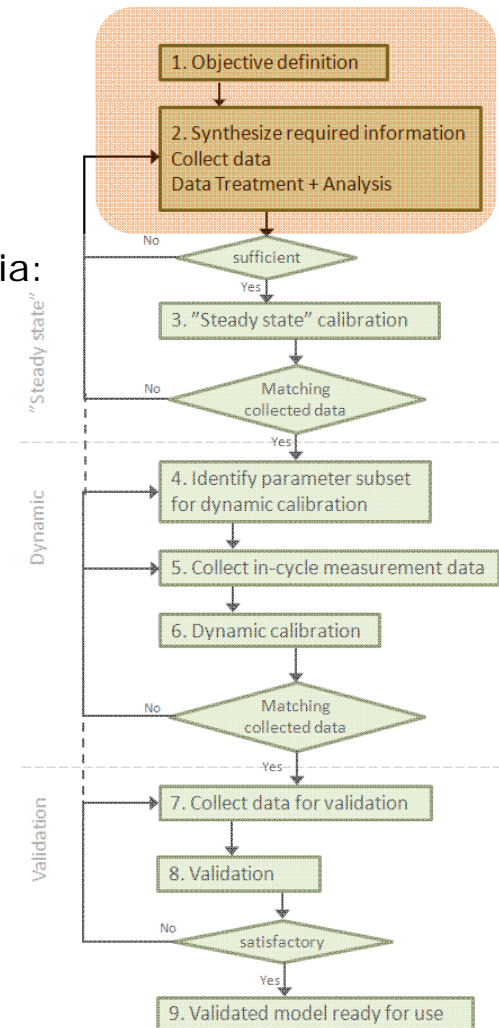 1. Objective definition
2. Synthesize required information
Collect data
Data Treatment + Analysis
No
ia:
sufficient
Yes
"Steady state"
3. "Steady state" calibration
No
Matching
collected data
Yes
Dynamic
4. Identify parameter subset
for dynamic calibration
5. Collect in-cycle measurement data
6. Dynamic calibration
No
Matching
collected data
Yes
Validation
7. Collect data for validation
8. Validation
No
satisfactory
Yes
9. Validated model ready for use